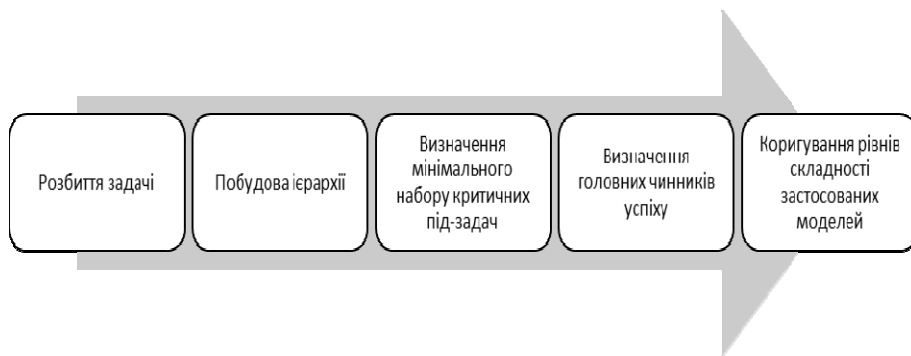 Розбиття задачі
Побудова ієрархії
Визначення
мінімального
набору критичних
під-задач
Визначення
головних чинників
успіху
Коригування рівнів
складності
застосованих
моделей